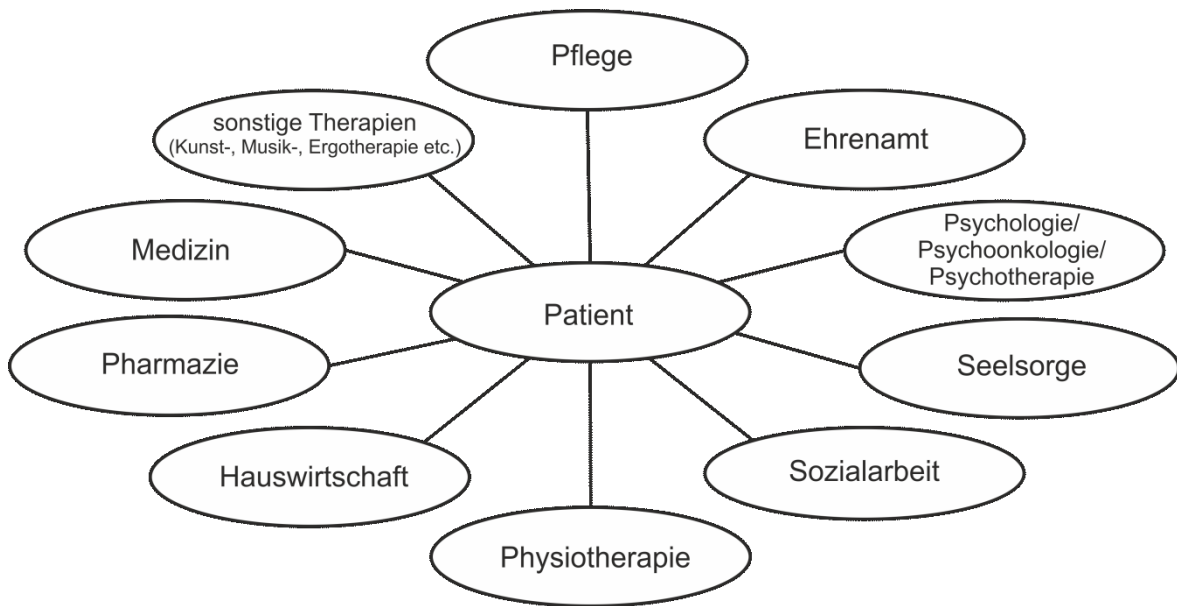 Pflege
sonstige Therapien
(Kunst-, Musik-, Ergotherapie etc.)
Ehrenamt
Medizin
Psychologie/
Psychoonkologie/
Psychotherapie
Patient
Pharmazie
Seelsorge
Hauswirtschaft
Sozialarbeit
Physiotherapie